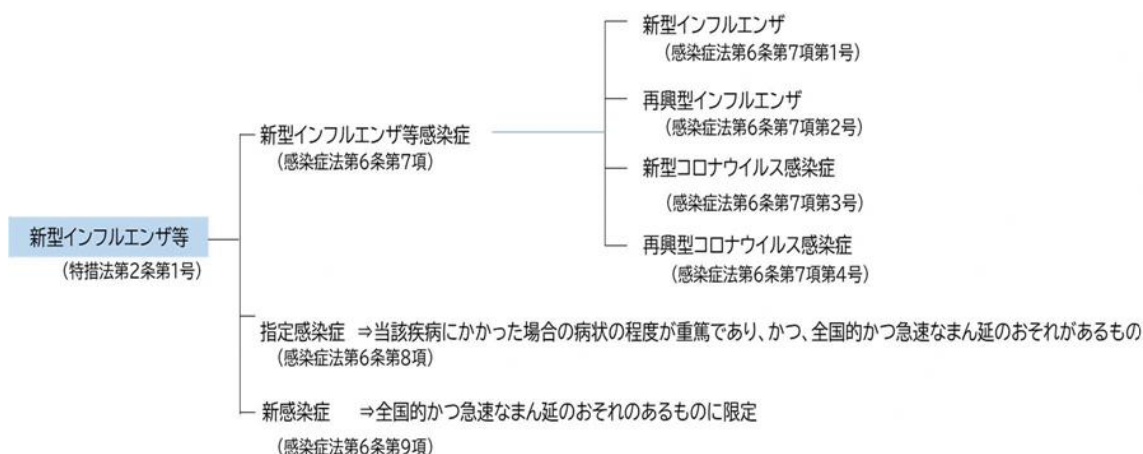 新型インフルエンザ
(感染症法第6条第7項第1号)
再興型インフルエンザ
(感染症法第6条第7項第2号)
新型インフルエンザ等感染症
(感染症法第6条第7項)
新型コロナウイルス感染症
(感染症法第6条第7項第3号)
新型インフルエンザ等
(特措法第2条第1号)
再興型コロナウイルス感染症
(感染症法第6条第7項第4号)
指定感染症 ⇒当該疾病にかかった場合の病状の程度が重篤であり、かつ、全国的かつ急速なまん延のおそれがあるもの
(感染症法第6条第8項)
新感染症 ⇒全国的かつ急速なまん延のおそれのあるものに限定
(感染症法第6条第9項)